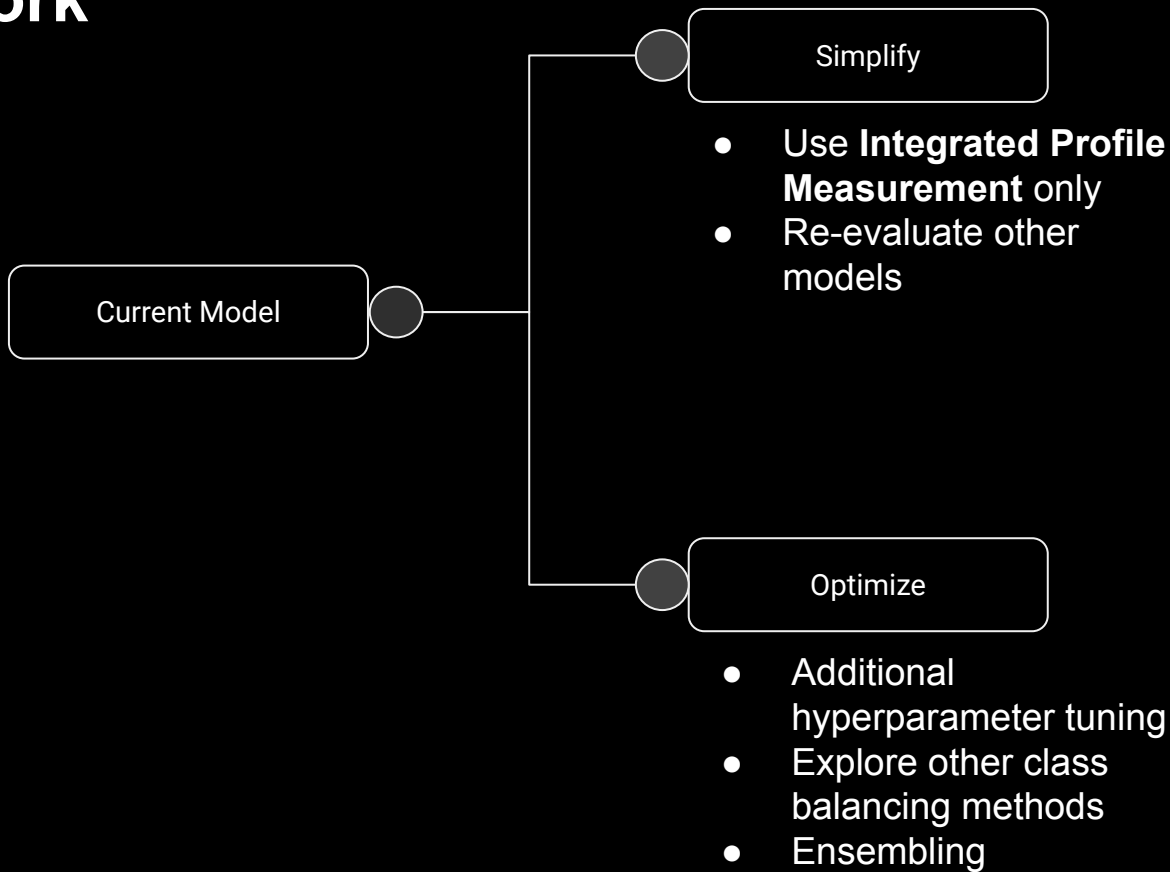 Simplify
● Use Integrated Profile
Measurement only
● Re-evaluate other
models
Current Model
Optimize
● Additional
hyperparameter tuning
● Explore other class
balancing methods
● Ensembling